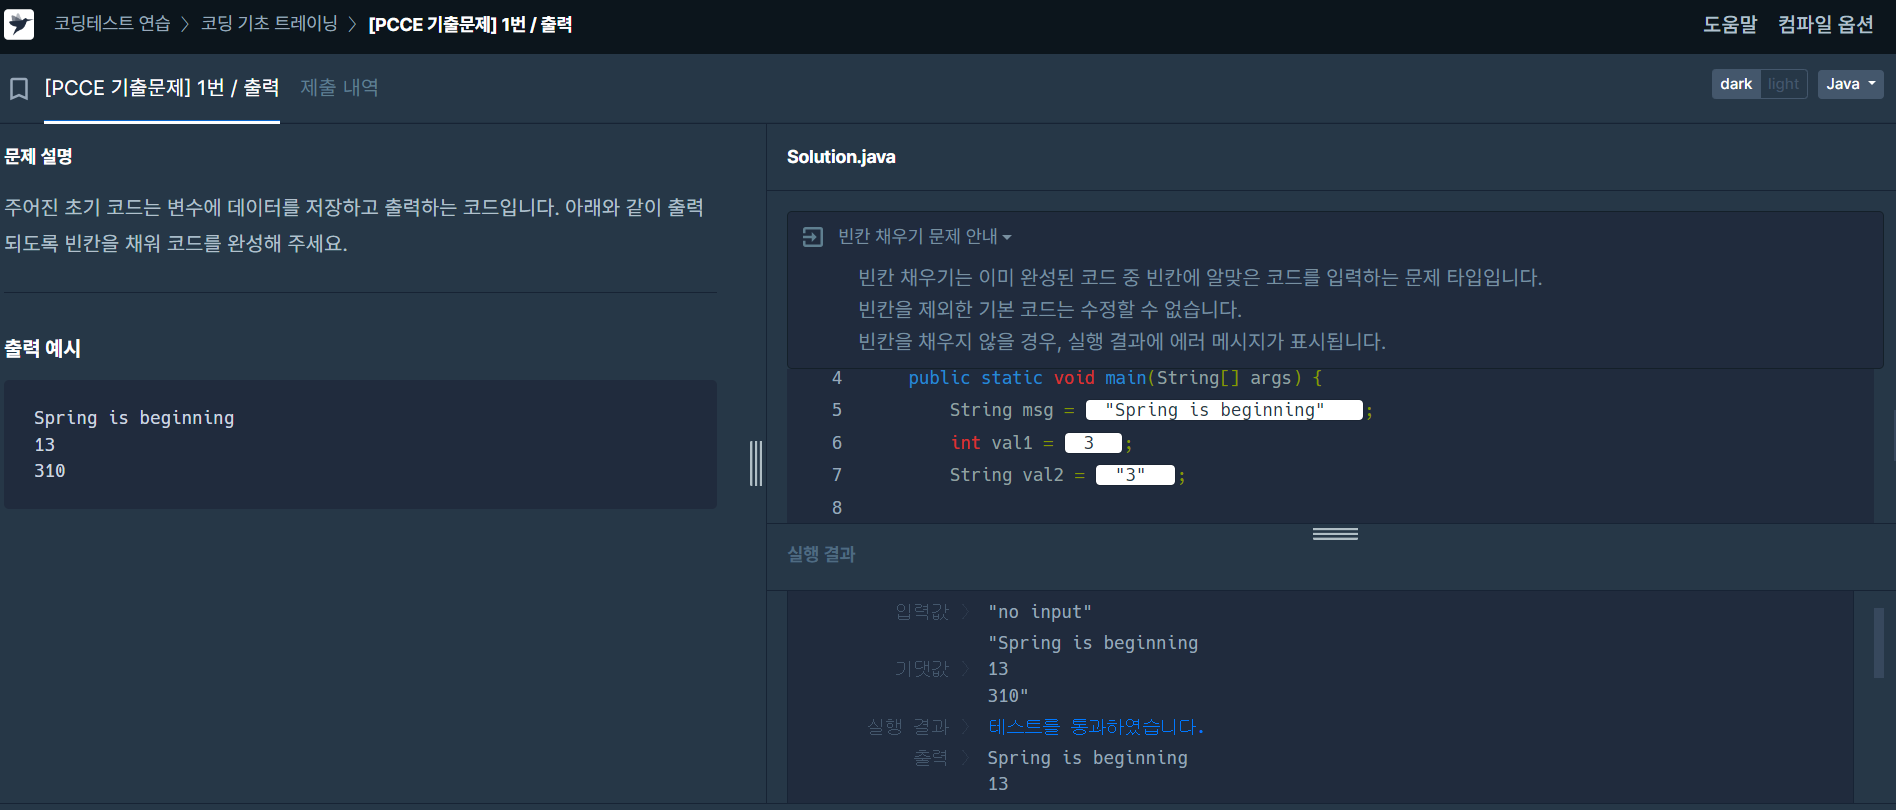 코딩테스트 연습 > 코딩 기초 트레이닝 > [PCCE 기출문제] 1번 / 출력
도움말 컴파일 옵션
[PCCE 기출문제] 1번 / 출력 제출 내역
dark light Java
문제 설명
주어진 초기 코드는 변수에 데이터를 저장하고 출력하는 코드입니다. 아래와 같이 출력
되도록 빈칸을 채워 코드를 완성해 주세요.
출력 예시
Spring is beginning
13
310
Solution.java
빈칸 채우기 문제 안내
빈칸 채우기는 이미 완성된 코드 중 빈칸에 알맞은 코드를 입력하는 문제 타입입니다.
빈칸을 제외한 기본 코드는 수정할 수 없습니다.
빈칸을 채우지 않을 경우, 실행 결과에 에러 메시지가 표시됩니다.
4 public static void main(String[] args) {
5 String msg = "Spring is beginning" ;
6 int val1 = 3 ;
7 String val2 = "3" ;
8
실행 결과
입력값 > "no input"
"Spring is beginning
기댓값 > 13
310"
실행 결과 > 테스트를 통과하였습니다.
출력 > Spring is beginning
13